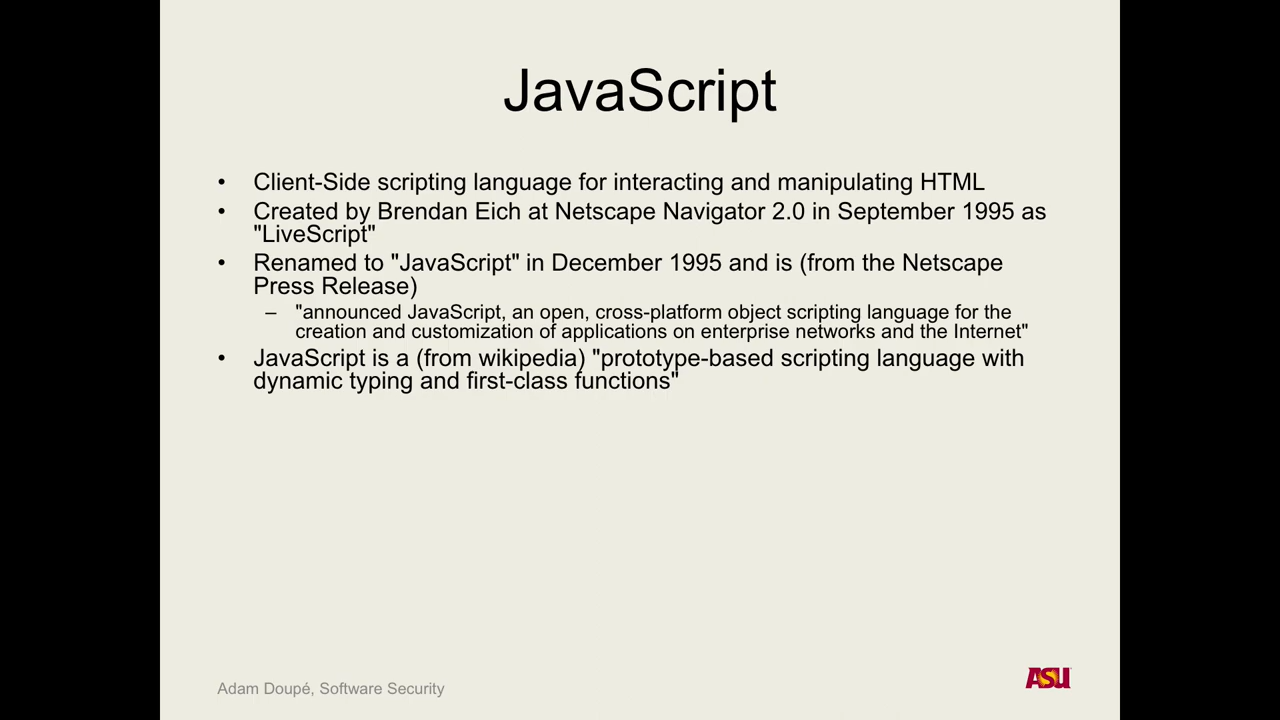 JavaScript
• Client-Side scripting language for interacting and manipulating HTML
• Created by Brendan Eich at Netscape Navigator 2.0 in September 1995 as
"LiveScript"
• Renamed to "JavaScript" in December 1995 and is (from the Netscape
Press Release)
– "announced JavaScript, an open, cross-platform object scripting language for the
creation and customization of applications on enterprise networks and the Internet"
• JavaScript is a (from wikipedia) "prototype-based scripting language with
dynamic typing and first-class functions"
Adam Doupé, Software Security
ASU